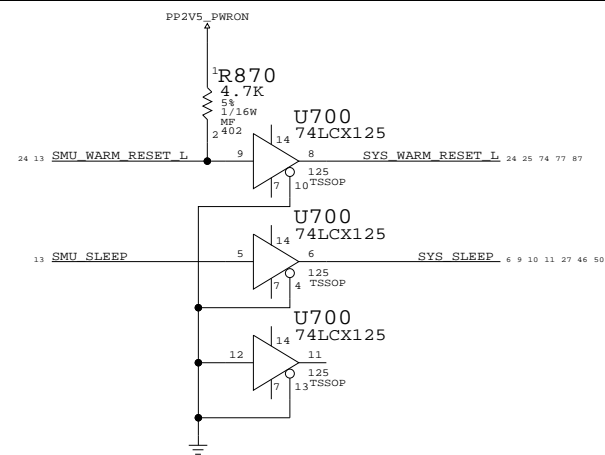 PP2V5_PWRON
1
R870
4.7K
5%
1/16W
MF
402
2
U700
74LCX125
14
24 13 SMU_WARM_RESET_L
9
8
SYS_WARM_RESET_L 24 25 74 77 87
125
TSSOP
7
10
U700
74LCX125
14
13 SMU_SLEEP
5
6
SYS_SLEEP 6 9 10 11 27 46 50
125
TSSOP
7
4
U700
74LCX125
14
12
11
125
TSSOP
7
13